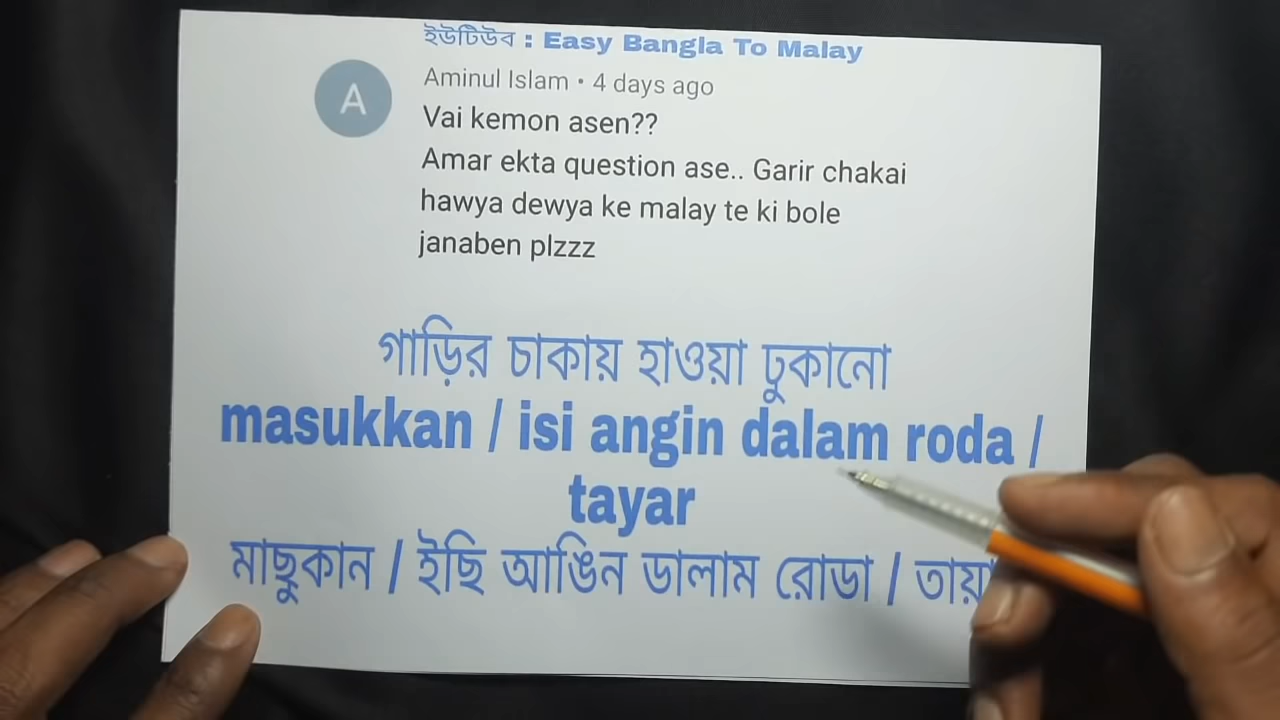 ইউটিউব : Easy Bangla To Malay
A
Aminul Islam • 4 days ago
Vai kemon asen??
Amar ekta question ase.. Garir chakai
hawya dewya ke malay te ki bole
janaben plzzz
গাড়ির চাকায় হাওয়া ঢুকানো
masukkan / isi angin dalam roda /
tayar
মাছুকান / ইছি আঙিন ডালাম রোডা /